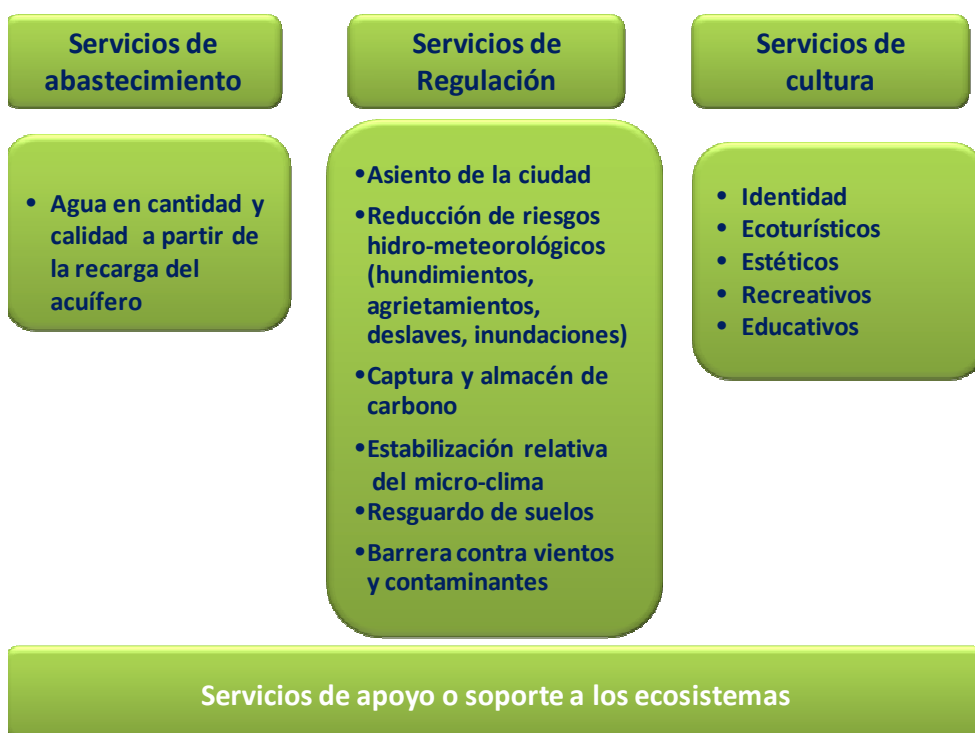 Servicios de
abastecimiento
• Agua en cantidad y
calidad a partir de
la recarga del
acuífero
Servicios de
Regulación
•Asiento de la ciudad
•Reducción de riesgos
hidro-meteorológicos
(hundimientos,
agrietamientos,
deslaves, inundaciones)
•Captura y almacén de
carbono
•Estabilización relativa
del micro-clima
•Resguardo de suelos
•Barrera contra vientos
y contaminantes
Servicios de
cultura
• Identidad
• Ecoturísticos
• Estéticos
• Recreativos
• Educativos
Servicios de apoyo o soporte a los ecosistemas